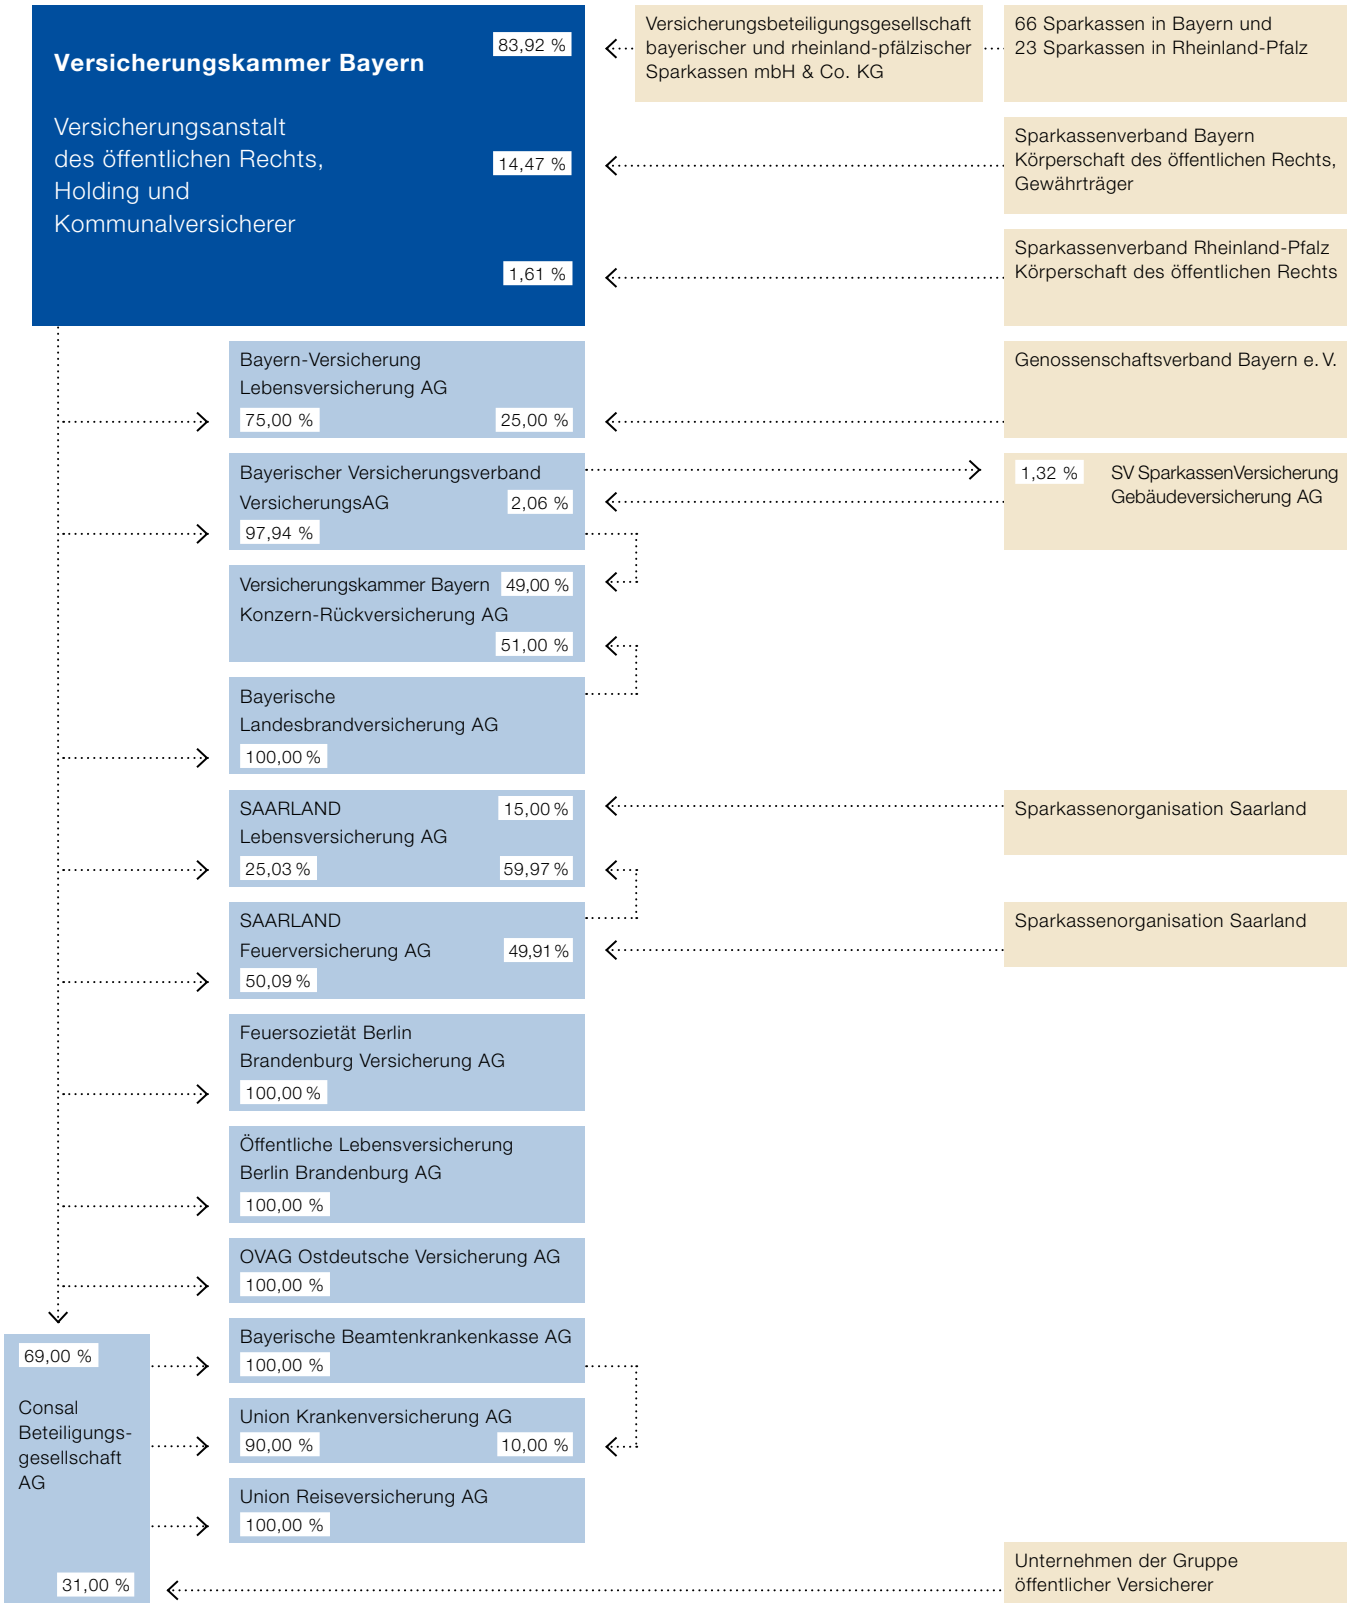 Versicherungskammer Bayern
Versicherungsanstalt
des öffentlichen Rechts,
Holding und
Kommunalversicherer
83,92 %
14,47 %
1,61 %
Versicherungsbeteiligungsgesellschaft
bayerischer und rheinland-pfälzischer
Sparkassen mbH & Co. KG
66 Sparkassen in Bayern und
23 Sparkassen in Rheinland-Pfalz
Sparkassenverband Bayern
Körperschaft des öffentlichen Rechts,
Gewährträger
Sparkassenverband Rheinland-Pfalz
Körperschaft des öffentlichen Rechts
Bayern-Versicherung
Lebensversicherung AG
75,00 % 25,00 %
Genossenschaftsverband Bayern e. V.
Bayerischer Versicherungsverband
VersicherungsAG 2,06 %
97,94 %
1,32 % SV SparkassenVersicherung
Gebäudeversicherung AG
Versicherungskammer Bayern 49,00 %
Konzern-Rückversicherung AG
51,00 %
Bayerische
Landesbrandversicherung AG
100,00 %
SAARLAND 15,00 %
Lebensversicherung AG
25,03 % 59,97 %
Sparkassenorganisation Saarland
SAARLAND
Feuerversicherung AG 49,91 %
50,09 %
Sparkassenorganisation Saarland
Feuersozietät Berlin
Brandenburg Versicherung AG
100,00 %
Öffentliche Lebensversicherung
Berlin Brandenburg AG
100,00 %
OVAG Ostdeutsche Versicherung AG
100,00 %
69,00 %
Consal
Beteiligungs-
gesellschaft
AG
31,00 %
Bayerische Beamtenkrankenkasse AG
100,00 %
Union Krankenversicherung AG
90,00 % 10,00 %
Union Reiseversicherung AG
100,00 %
Unternehmen der Gruppe
öffentlicher Versicherer